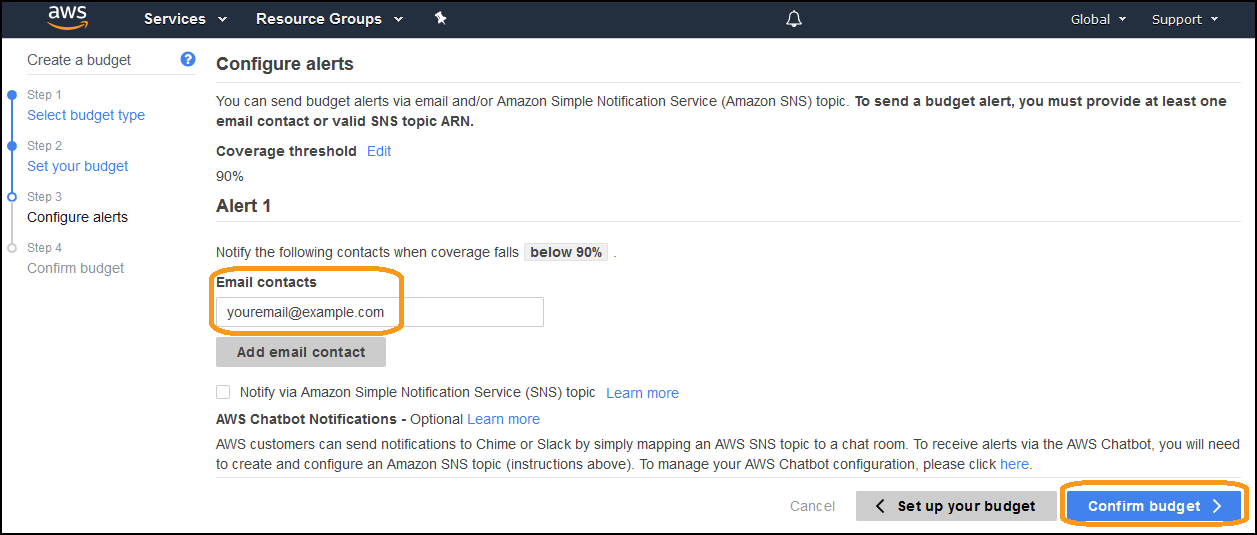 aws
Services
Resource Groups
Global
Support
Create a budget
?
Step 1
Select budget type
Step 2
Set your budget
Step 3
Configure alerts
Step 4
Confirm budget
Configure alerts
You can send budget alerts via email and/or Amazon Simple Notification Service (Amazon SNS) topic. To send a budget alert, you must provide at least one
email contact or valid SNS topic ARN.
Coverage threshold Edit
90%
Alert 1
Notify the following contacts when coverage falls below 90% .
Email contacts
youremail@example.com
Add email contact
Notify via Amazon Simple Notification Service (SNS) topic Learn more
AWS Chatbot Notifications - Optional Learn more
AWS customers can send notifications to Chime or Slack by simply mapping an AWS SNS topic to a chat room. To receive alerts via the AWS Chatbot, you will need
to create and configure an Amazon SNS topic (instructions above). To manage your AWS Chatbot configuration, please click here.
Cancel
Set up your budget
Confirm budget